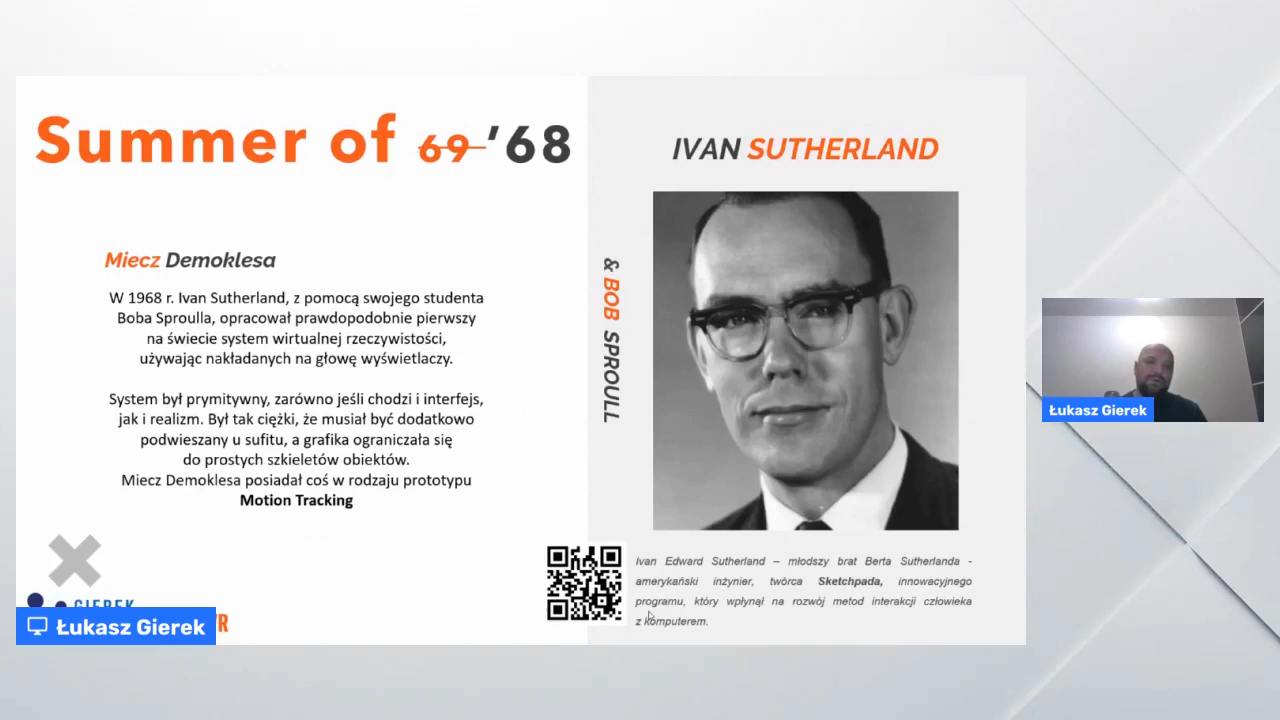 Summer of 69 ’68
Miecz Demoklesa
W 1968 r. Ivan Sutherland, z pomocą swojego studenta
Boba Sproulla, opracował prawdopodobnie pierwszy
na świecie system wirtualnej rzeczywistości,
używając nakładanych na głowę wyświetlaczy.
System był prymitywny, zarówno jeśli chodzi i interfejs,
jak i realizm. Był tak ciężki, że musiał być dodatkowo
podwieszany u sufitu, a grafika ograniczała się
do prostych szkieletów obiektów.
Miecz Demoklesa posiadał coś w rodzaju prototypu
Motion Tracking
GIEREK
Łukasz Gierek
IVAN SUTHERLAND
& BOB SPROULL
Ivan Edward Sutherland – młodszy brat Berta Sutherlanda -
amerykański inżynier, twórca Sketchpada, innowacyjnego
programu, który wpłynął na rozwój metod interakcji człowieka
z komputerem.
Łukasz Gierek